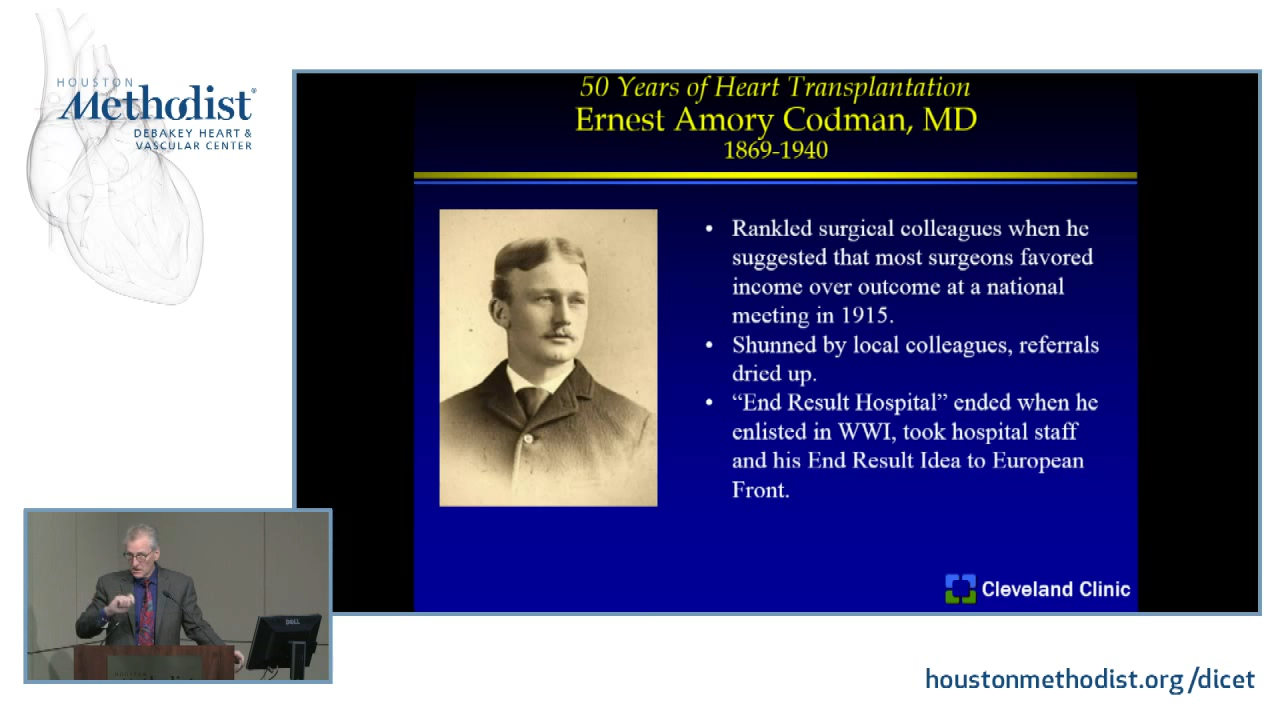 HOUSTON
Methodist®
DEBAKEY HEART &
VASCULAR CENTER
50 Years of Heart Transplantation
Ernest Amory Codman, MD
1869-1940
• Rankled surgical colleagues when he
suggested that most surgeons favored
income over outcome at a national
meeting in 1915.
• Shunned by local colleagues, referrals
dried up.
• “End Result Hospital” ended when he
enlisted in WWI, took hospital staff
and his End Result Idea to European
Front.
Cleveland Clinic
DELL
houstonmethodist.org/dicet